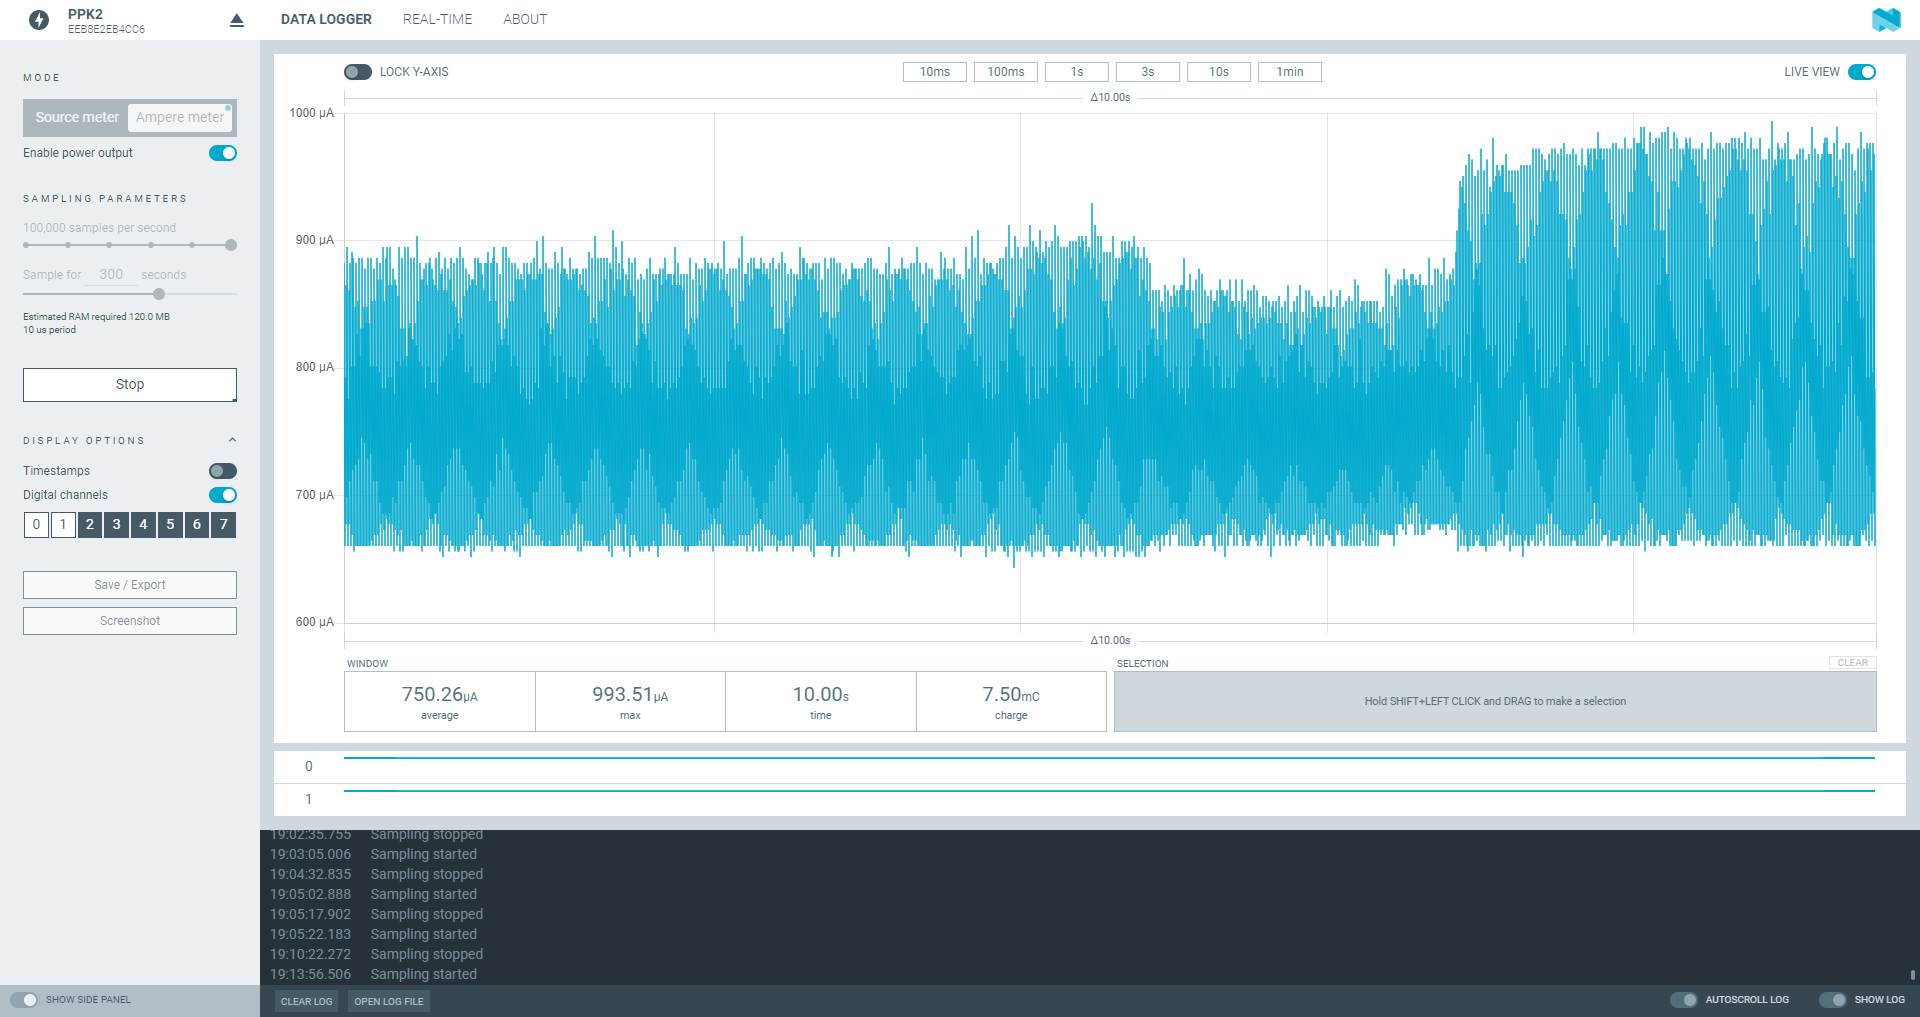 PPK2
EEB8E2EB4CC6
DATA LOGGER REAL-TIME ABOUT
MODE
Source meter Ampere meter
Enable power output
SAMPLING PARAMETERS
100,000 samples per second
Sample for 300 seconds
Estimated RAM required 120.0 MB
10 us period
Stop
DISPLAY OPTIONS
Timestamps
Digital channels
0 1 2 3 4 5 6 7
Save / Export
Screenshot
SHOW SIDE PANEL
LOCK Y-AXIS 10ms 100ms 1s 3s 10s 1min LIVE VIEW
Δ10.00s
1000 µA
900 µA
800 µA
700 µA
600 µA
Δ10.00s
WINDOW
750.26µA 993.51µA 10.00s 7.50mC
average max time charge
SELECTION CLEAR
Hold SHIFT+LEFT CLICK and DRAG to make a selection
0
1
19:02:35.755 Sampling stopped
19:03:05.006 Sampling started
19:04:32.835 Sampling stopped
19:05:02.888 Sampling started
19:05:17.902 Sampling stopped
19:05:22.183 Sampling started
19:10:22.272 Sampling stopped
19:13:56.506 Sampling started
CLEAR LOG OPEN LOG FILE AUTOSCROLL LOG SHOW LOG